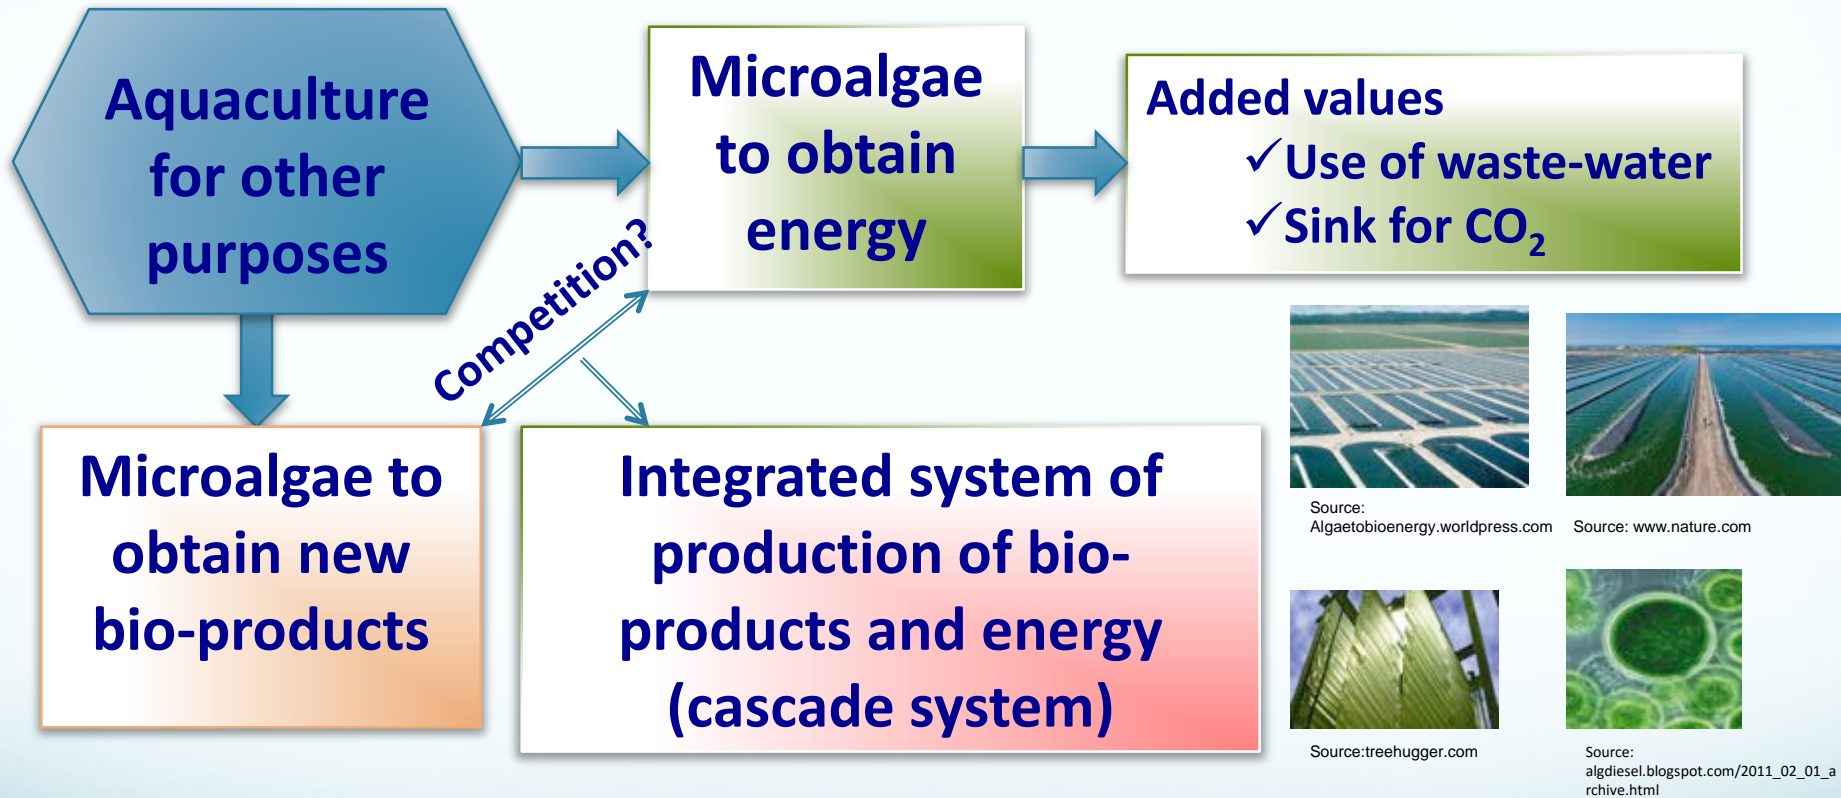 Aquaculture
for other
purposes
Microalgae
to obtain
energy
Added values
✓Use of waste-water
✓Sink for CO₂
Competition?
Microalgae to
obtain new
bio-products
Integrated system of
production of bio-
products and energy
(cascade system)
Source:
Algaetobioenergy.worldpress.com
Source: www.nature.com
Source:treehugger.com
Source:
algdiesel.blogspot.com/2011_02_01_a
rchive.html